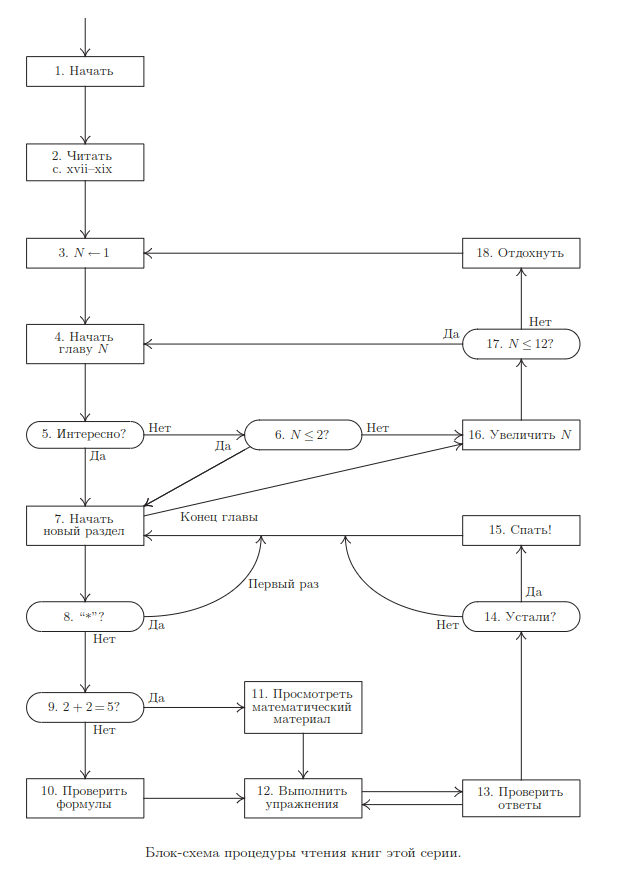 1. Начать
2. Читать
с. xvii–xix
3. N ← 1
18. Отдохнуть
Нет
4. Начать
главу N
Да
17. N ≤ 12?
5. Интересно?
Нет
6. N ≤ 2?
Нет
16. Увеличить N
Да
Да
7. Начать
новый раздел
Конец главы
15. Спать!
Первый раз
Да
8. “*”?
Да
Нет
14. Устали?
Нет
9. 2 + 2 = 5?
Да
11. Просмотреть
математический
материал
Нет
10. Проверить
формулы
12. Выполнить
упражнения
13. Проверить
ответы
Блок-схема процедуры чтения книг этой серии.